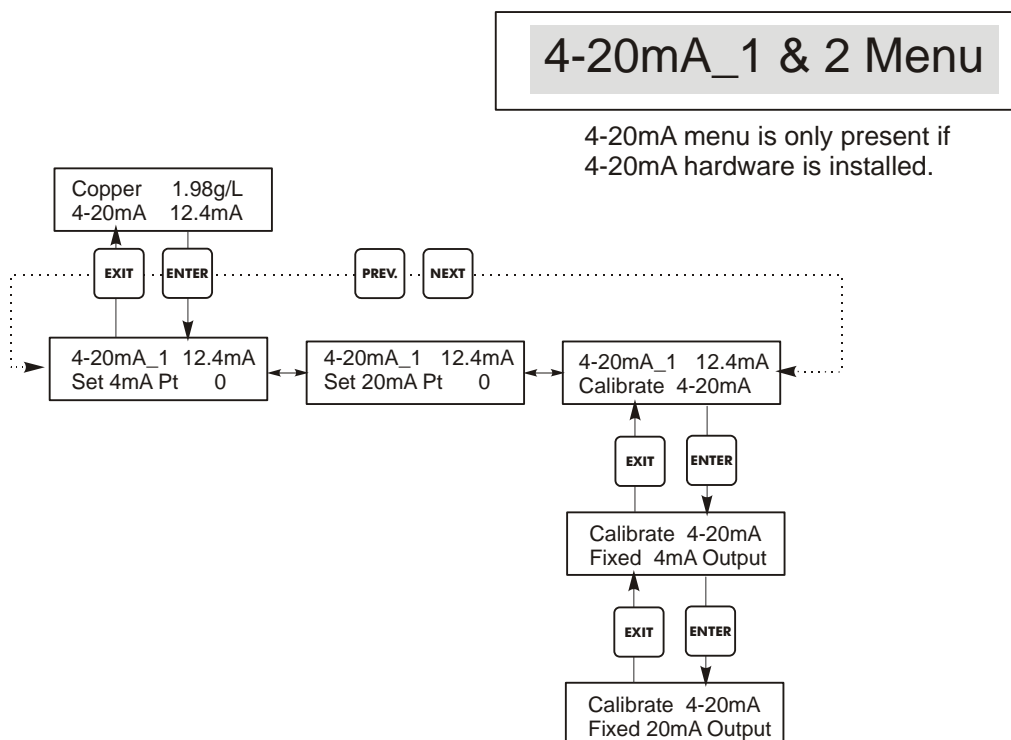 4-20mA_1 & 2 Menu
4-20mA menu is only present if
4-20mA hardware is installed.
Copper 1.98g/L
4-20mA 12.4mA
EXIT ENTER PREV. NEXT
4-20mA_1 12.4mA
Set 4mA Pt 0
4-20mA_1 12.4mA
Set 20mA Pt 0
4-20mA_1 12.4mA
Calibrate 4-20mA
EXIT ENTER
Calibrate 4-20mA
Fixed 4mA Output
EXIT ENTER
Calibrate 4-20mA
Fixed 20mA Output